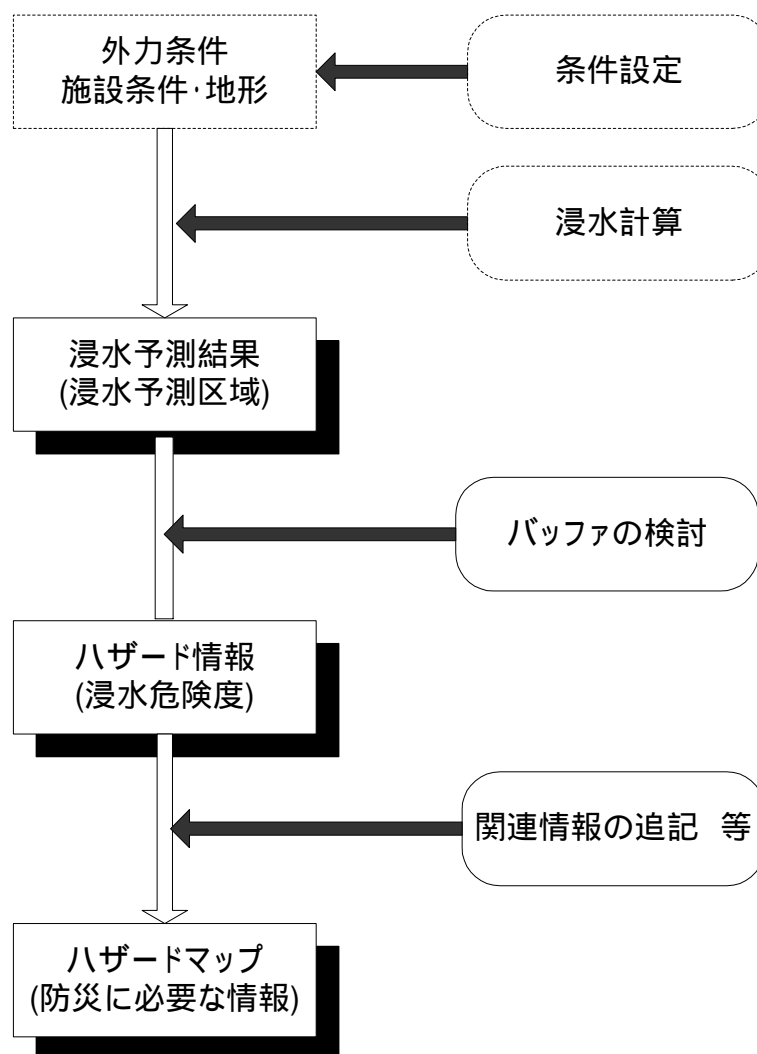 外力条件
施設条件･地形
条件設定
浸水計算
浸水予測結果
(浸水予測区域)
バッファの検討
ハザード情報
(浸水危険度)
関連情報の追記　等
ハザードマップ
(防災に必要な情報)